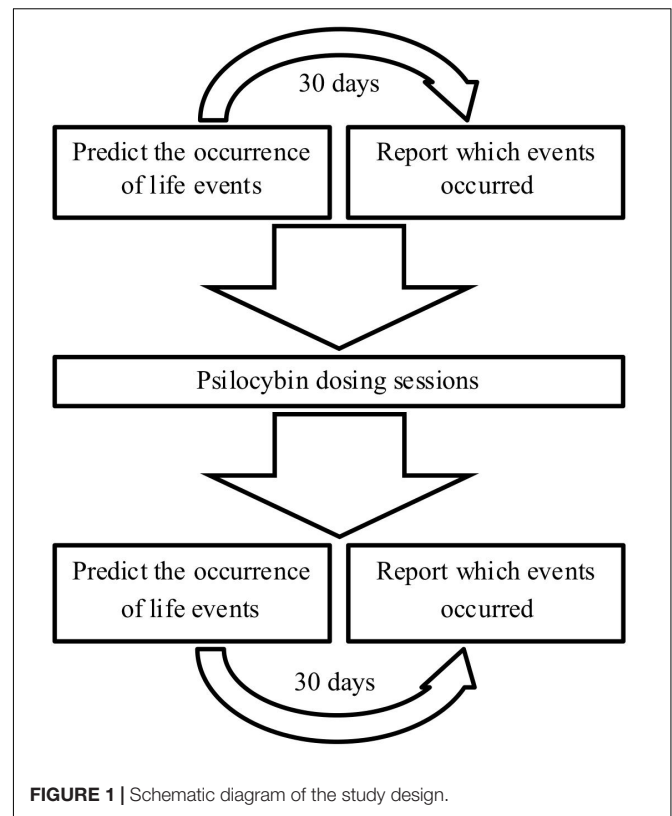 30 days
Predict the occurrence
of life events
Report which events
occurred
Psilocybin dosing sessions
Predict the occurrence
of life events
Report which events
occurred
30 days
FIGURE 1 | Schematic diagram of the study design.